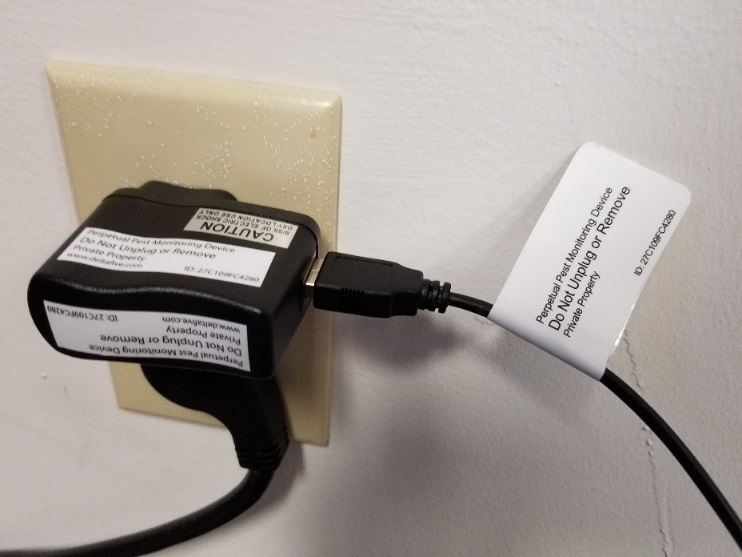 CAUTION
RISK OF ELECTRIC SHOCK
DRY LOCATION USE ONLY
Perpetual Pest Monitoring Device
Do Not Unplug or Remove
Private Property
www.deltafive.com
ID: 27C109FC4280
Perpetual Pest Monitoring Device
Do Not Unplug or Remove
Private Property
www.deltafive.com
ID: 27C109FC4280
Perpetual Pest Monitoring Device
Do Not Unplug or Remove
Private Property
ID: 27C109FC4280